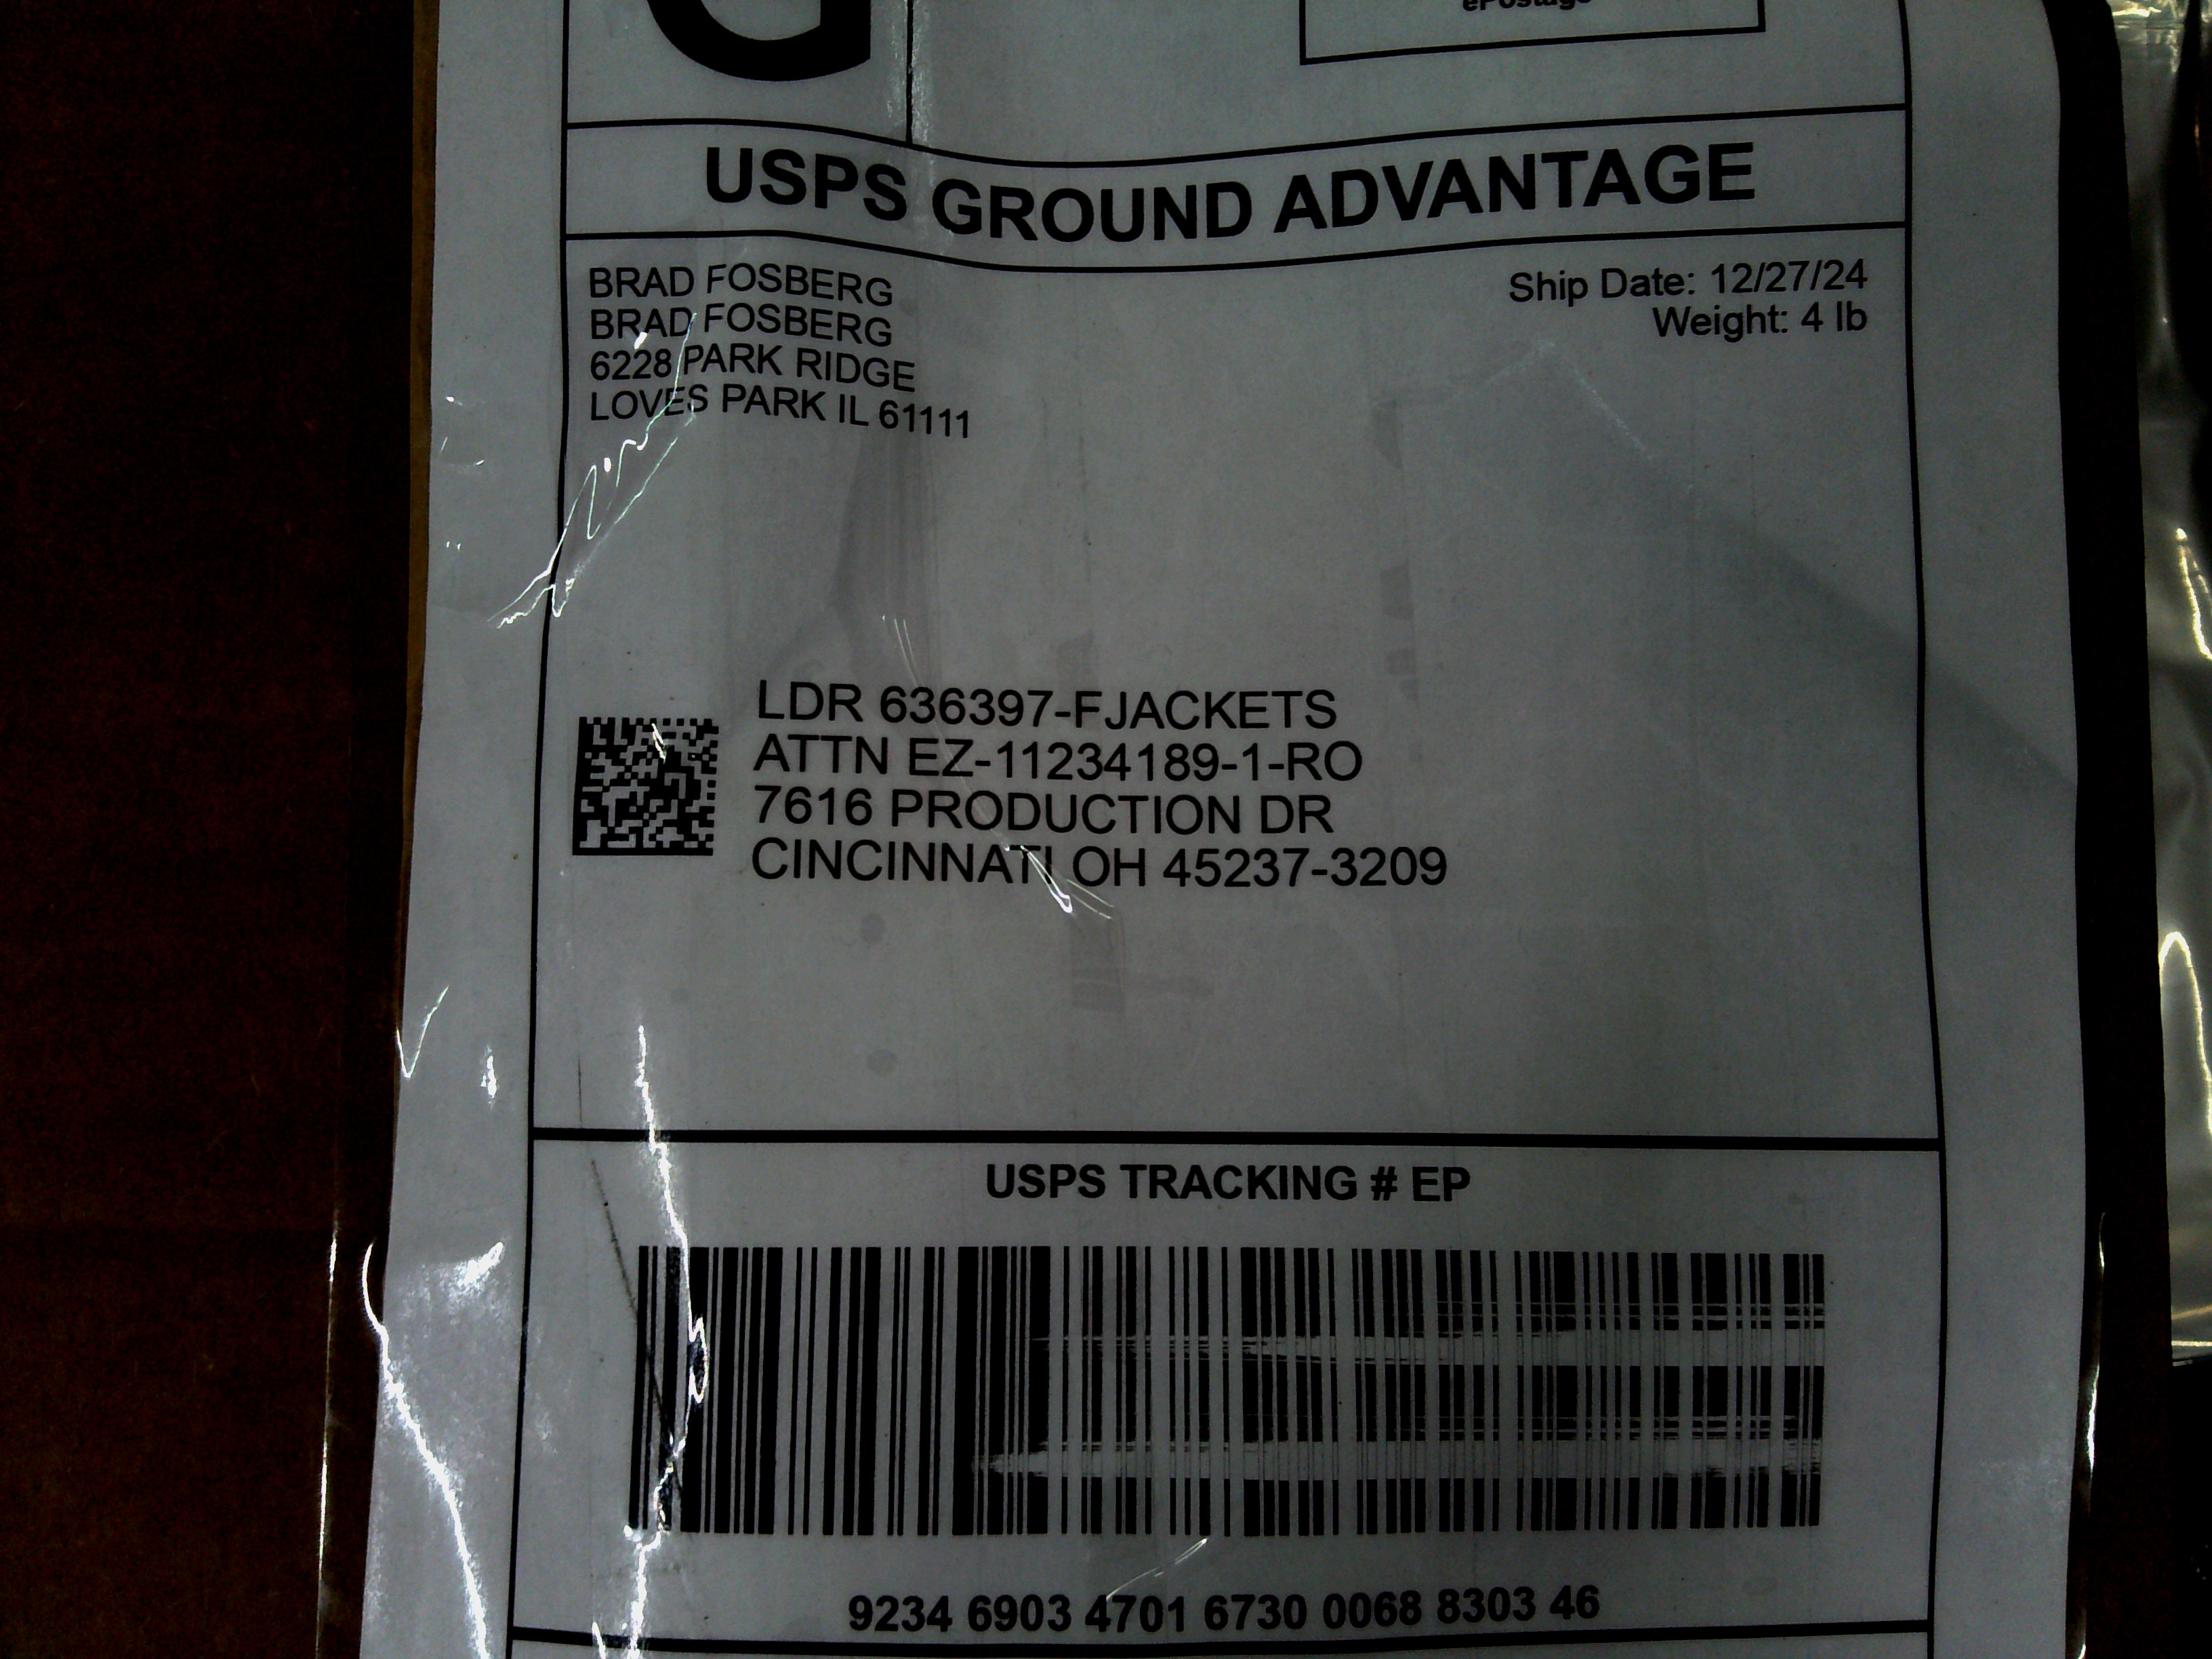 G
ePostage
USPS GROUND ADVANTAGE
BRAD FOSBERG
BRAD FOSBERG
6228 PARK RIDGE
LOVES PARK IL 61111
Ship Date: 12/27/24
Weight: 4 lb
LDR 636397-FJACKETS
ATTN EZ-11234189-1-RO
7616 PRODUCTION DR
CINCINNATI OH 45237-3209
USPS TRACKING # EP
9234 6903 4701 6730 0068 8303 46